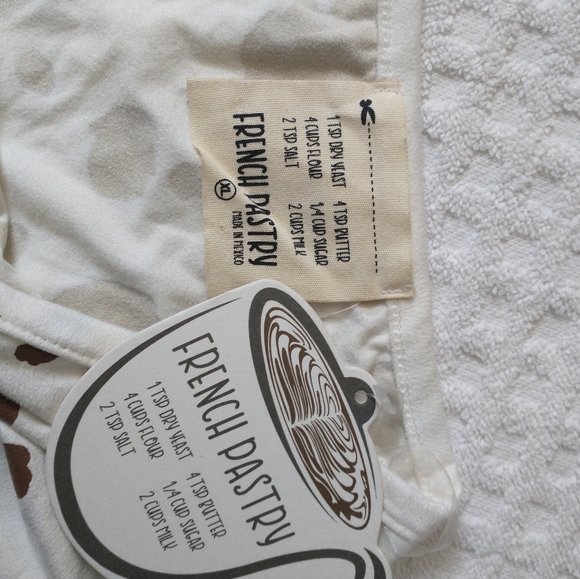 1 TSP DRY YEAST 4 TSP BUTTER
4 CUPS FLOUR 1/4 CUP SUGAR
2 TSP SALT 2 CUPS MILK
FRENCH PASTRY
XL MADE IN MEXICO
FRENCH PASTRY
1 TSP DRY YEAST 4 TSP BUTTER
4 CUPS FLOUR 1/4 CUP SUGAR
2 TSP SALT 2 CUPS MILK